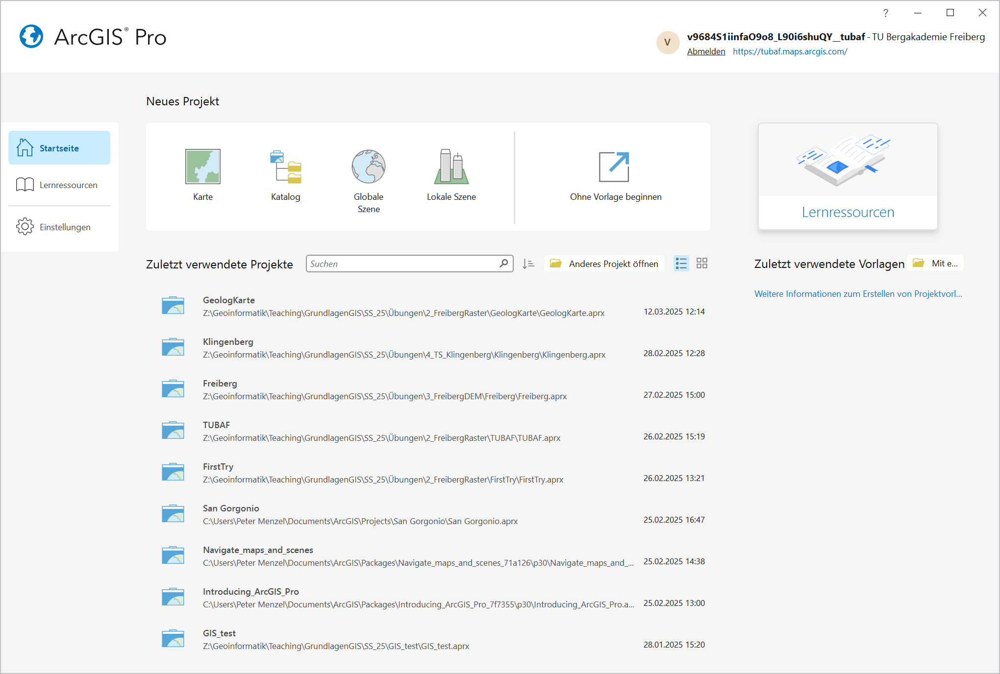 ArcGIS® Pro
?
V
v9684S1iinfaO9o8_L90i6shuQY__tubaf - TU Bergakademie Freiberg
Abmelden https://tubaf.maps.arcgis.com/
Startseite
Lernressourcen
Einstellungen
Neues Projekt
Karte
Katalog
Globale
Szene
Lokale Szene
Ohne Vorlage beginnen
Lernressourcen
Zuletzt verwendete Projekte
Suchen
Anderes Projekt öffnen
Zuletzt verwendete Vorlagen
Mit e...
Weitere Informationen zum Erstellen von Projektvorl...
GeologKarte
Z:\Geoinformatik\Teaching\GrundlagenGIS\SS_25\Übungen\2_FreibergRaster\GeologKarte\GeologKarte.aprx
12.03.2025 12:14
Klingenberg
Z:\Geoinformatik\Teaching\GrundlagenGIS\SS_25\Übungen\4_TS_Klingenberg\Klingenberg\Klingenberg.aprx
28.02.2025 12:28
Freiberg
Z:\Geoinformatik\Teaching\GrundlagenGIS\SS_25\Übungen\3_FreibergDEM\Freiberg\Freiberg.aprx
27.02.2025 15:00
TUBAF
Z:\Geoinformatik\Teaching\GrundlagenGIS\SS_25\Übungen\2_FreibergRaster\TUBAF\TUBAF.aprx
26.02.2025 15:19
FirstTry
Z:\Geoinformatik\Teaching\GrundlagenGIS\SS_25\Übungen\2_FreibergRaster\FirstTry\FirstTry.aprx
26.02.2025 13:21
San Gorgonio
C:\Users\Peter Menzel\Documents\ArcGIS\Projects\San Gorgonio\San Gorgonio.aprx
25.02.2025 16:47
Navigate_maps_and_scenes
C:\Users\Peter Menzel\Documents\ArcGIS\Packages\Navigate_maps_and_scenes_71a126\p30\Navigate_maps_and_...
25.02.2025 14:38
Introducing_ArcGIS_Pro
C:\Users\Peter Menzel\Documents\ArcGIS\Packages\Introducing_ArcGIS_Pro_7f7355\p30\Introducing_ArcGIS_Pro.a...
25.02.2025 13:00
GIS_test
Z:\Geoinformatik\Teaching\GrundlagenGIS\SS_25\GIS_test\GIS_test.aprx
28.01.2025 15:20